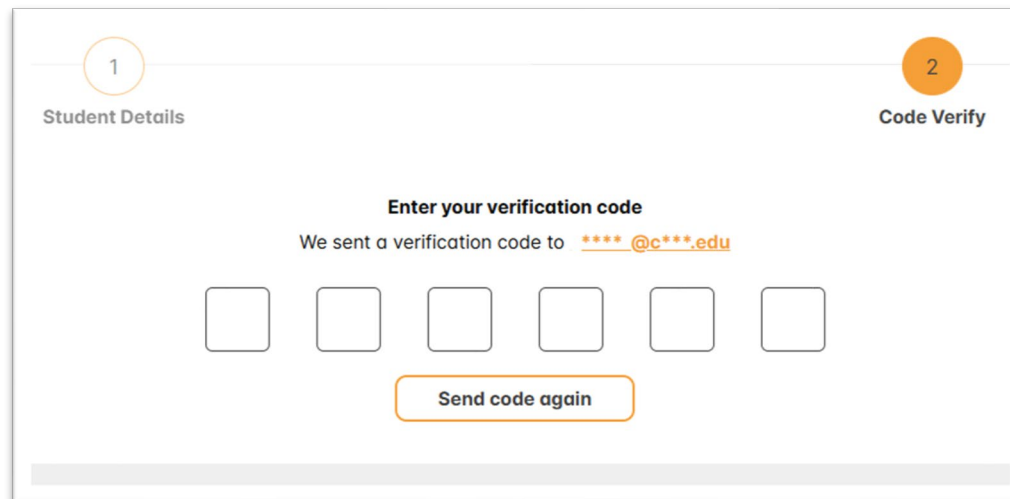 1
2
Student Details
Code Verify
Enter your verification code
We sent a verification code to **** @c***.edu
Send code again